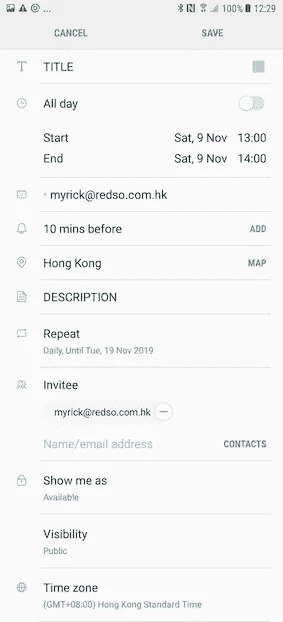 ... 100% 12:29
CANCEL SAVE
TITLE
All day
Start Sat, 9 Nov 13:00
End Sat, 9 Nov 14:00
myrick@redso.com.hk
10 mins before ADD
Hong Kong MAP
DESCRIPTION
Repeat
Daily, Until Tue, 19 Nov 2019
Invitee
myrick@redso.com.hk
Name/email address CONTACTS
Show me as
Available
Visibility
Public
Time zone
(GMT+08:00) Hong Kong Standard Time